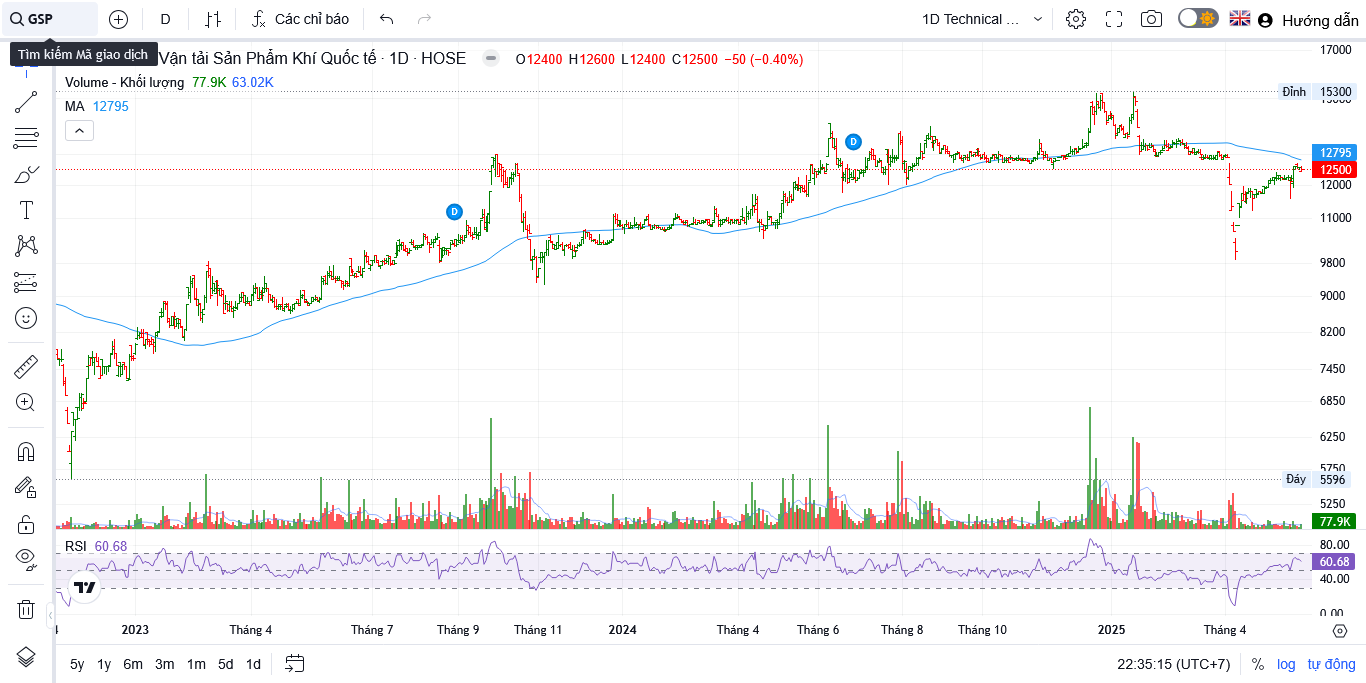 GSP
D
Các chỉ báo
1D Technical ...
Hướng dẫn
Tìm kiếm Mã giao dịch
Vận tải Sản Phẩm Khí Quốc tế · 1D · HOSE
O12400 H12600 L12400 C12500 −50 (−0.40%)
Volume - Khối lượng 77.9K 63.02K
MA 12795
17000
Đỉnh 15300
12795
12500
12000
11000
9800
9000
8200
7450
6850
6250
5750
Đáy 5596
5250
77.9K
D
D
RSI 60.68
80.00
60.68
40.00
0.00
2023 Tháng 4 Tháng 7 Tháng 9 Tháng 11 2024 Tháng 4 Tháng 6 Tháng 8 Tháng 10 2025 Tháng 4
5y 1y 6m 3m 1m 5d 1d
22:35:15 (UTC+7) % log tự động